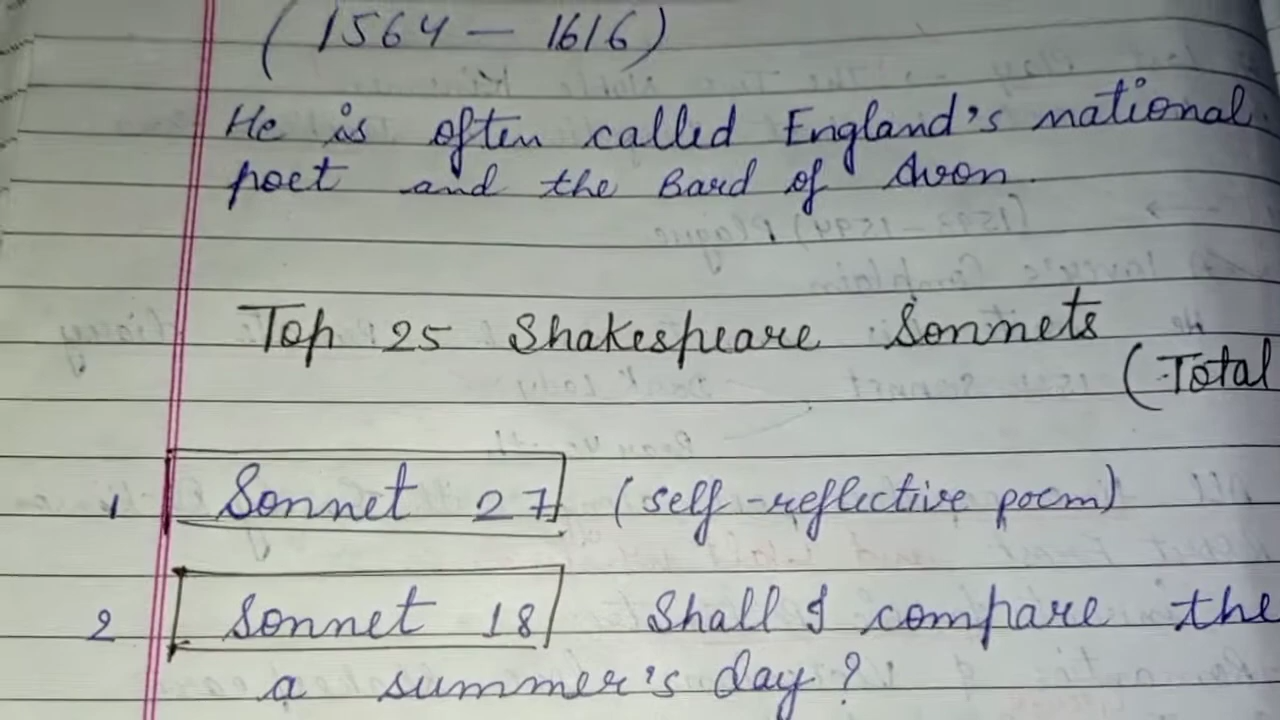 (1564 – 1616)
He is often called England's national
poet and the Bard of Avon.
Top 25 Shakespeare Sonnets
(Total
1 Sonnet 27 (self-reflective poem)
2 Sonnet 18 Shall I compare the
a summer's day?